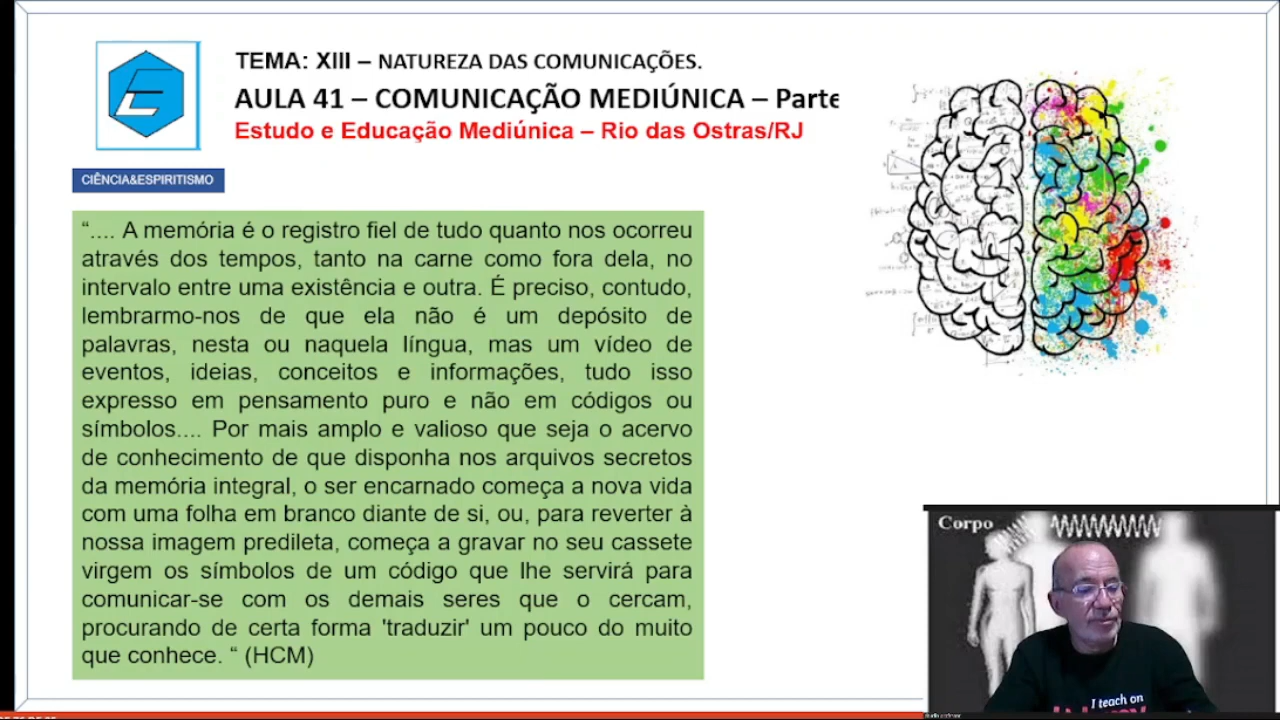 TEMA: XIII – NATUREZA DAS COMUNICAÇÕES.
AULA 41 – COMUNICAÇÃO MEDIÚNICA – Parte
Estudo e Educação Mediúnica – Rio das Ostras/RJ
CIÊNCIA&ESPIRITISMO
“.... A memória é o registro fiel de tudo quanto nos ocorreu
através dos tempos, tanto na carne como fora dela, no
intervalo entre uma existência e outra. É preciso, contudo,
lembrarmo-nos de que ela não é um depósito de
palavras, nesta ou naquela língua, mas um vídeo de
eventos, ideias, conceitos e informações, tudo isso
expresso em pensamento puro e não em códigos ou
símbolos.... Por mais amplo e valioso que seja o acervo
de conhecimento de que disponha nos arquivos secretos
da memória integral, o ser encarnado começa a nova vida
com uma folha em branco diante de si, ou, para reverter à
nossa imagem predileta, começa a gravar no seu cassete
virgem os símbolos de um código que lhe servirá para
comunicar-se com os demais seres que o cercam,
procurando de certa forma 'traduzir' um pouco do muito
que conhece. “ (HCM)
Corpo
I teach on